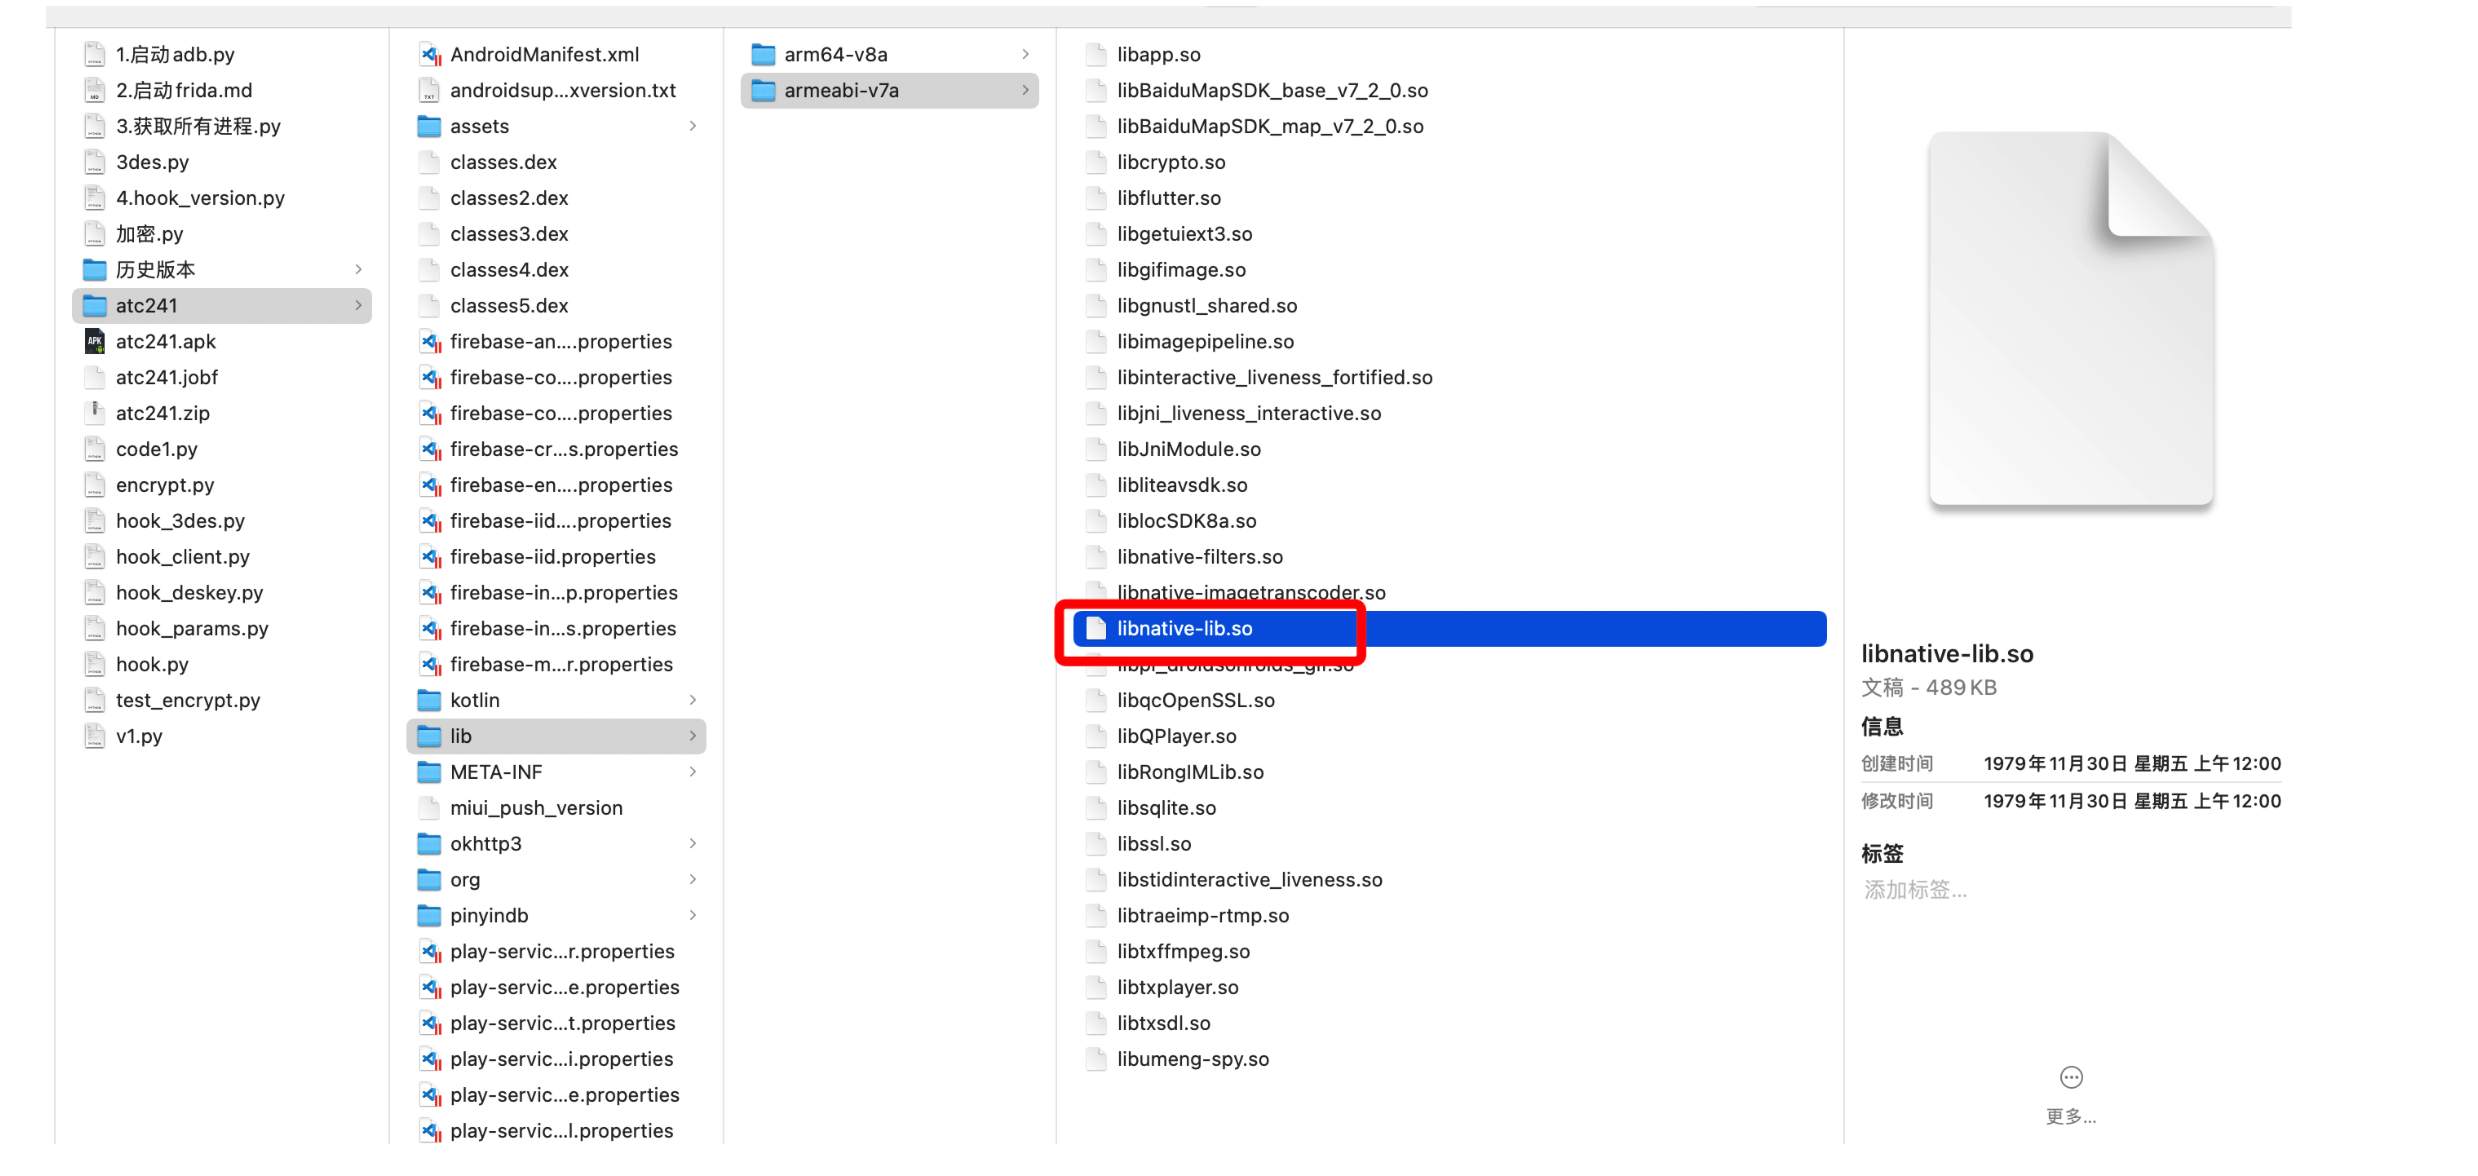 1.启动adb.py
2.启动frida.md
3.获取所有进程.py
3des.py
4.hook_version.py
加密.py
历史版本
atc241
atc241.apk
atc241.jobf
atc241.zip
code1.py
encrypt.py
hook_3des.py
hook_client.py
hook_deskey.py
hook_params.py
hook.py
test_encrypt.py
v1.py
AndroidManifest.xml
androidsup...xversion.txt
assets
classes.dex
classes2.dex
classes3.dex
classes4.dex
classes5.dex
firebase-an....properties
firebase-co....properties
firebase-co....properties
firebase-cr...s.properties
firebase-en....properties
firebase-iid....properties
firebase-iid.properties
firebase-in...p.properties
firebase-in...s.properties
firebase-m...r.properties
kotlin
lib
META-INF
miui_push_version
okhttp3
org
pinyindb
play-servic...r.properties
play-servic...e.properties
play-servic...t.properties
play-servic...i.properties
play-servic...e.properties
play-servic...l.properties
arm64-v8a
armeabi-v7a
libapp.so
libBaiduMapSDK_base_v7_2_0.so
libBaiduMapSDK_map_v7_2_0.so
libcrypto.so
libflutter.so
libgetuiext3.so
libgifimage.so
libgnustl_shared.so
libimagepipeline.so
libinteractive_liveness_fortified.so
libjni_liveness_interactive.so
libJniModule.so
libliteavsdk.so
liblocSDK8a.so
libnative-filters.so
libnative-imagetranscoder.so
libnative-lib.so
libpl_droidsonroids_gif.so
libqcOpenSSL.so
libQPlayer.so
libRongIMLib.so
libsqlite.so
libssl.so
libstidinteractive_liveness.so
libtraeimp-rtmp.so
libtxffmpeg.so
libtxplayer.so
libtxsdl.so
libumeng-spy.so
libnative-lib.so
文稿 - 489 KB
信息
创建时间 1979年11月30日 星期五 上午12:00
修改时间 1979年11月30日 星期五 上午12:00
标签
添加标签...
更多...